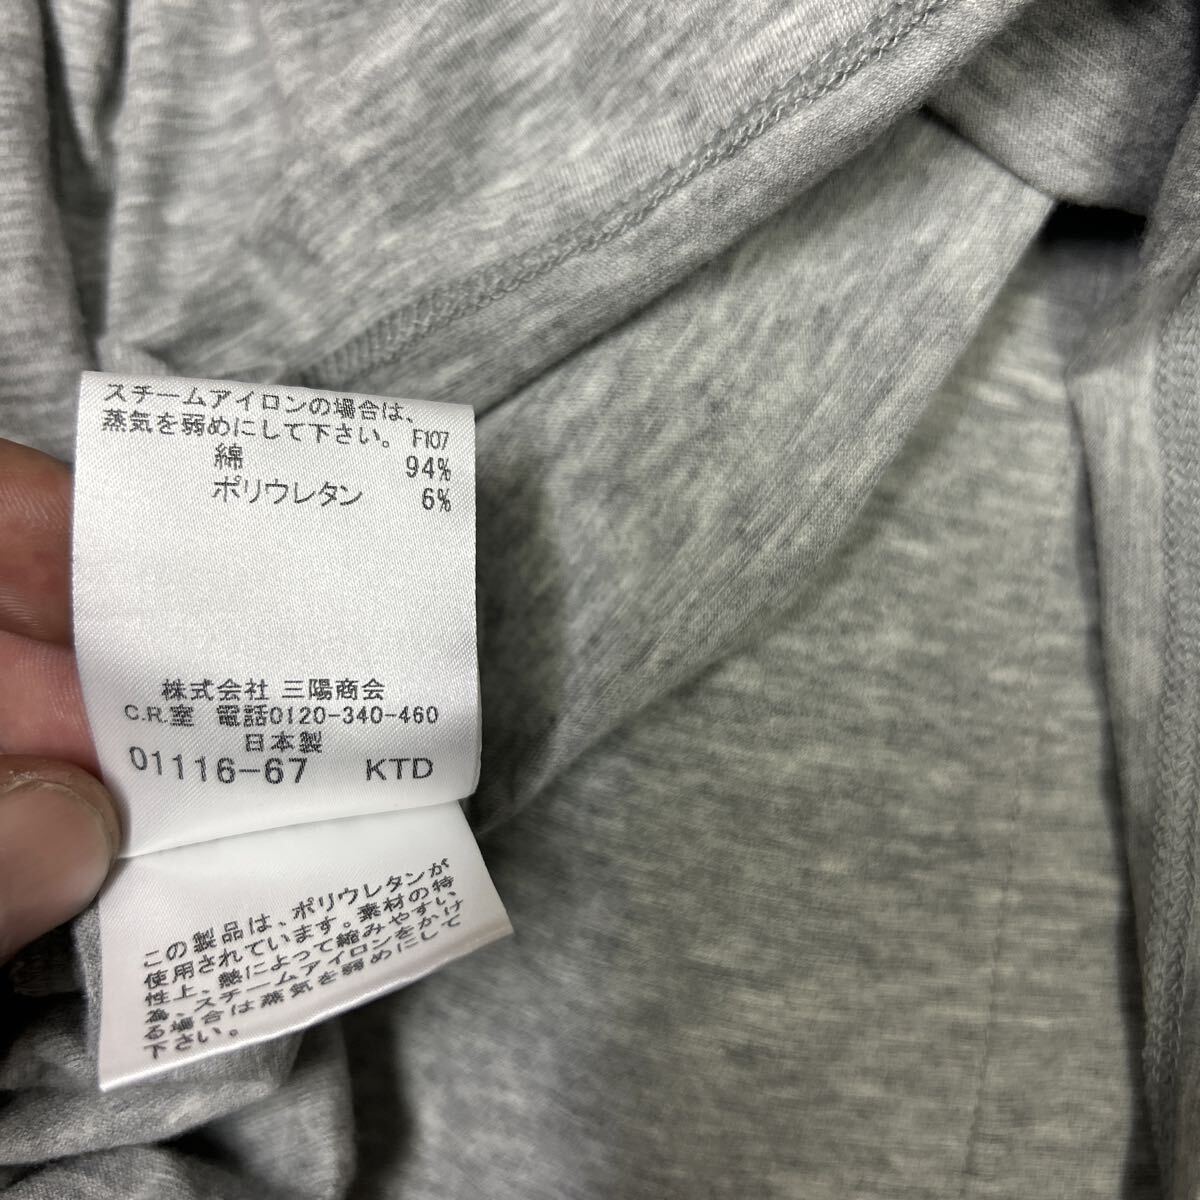 スチームアイロンの場合は、
蒸気を弱めにして下さい。 F107
綿 94%
ポリウレタン 6%
株式会社 三陽商会
C.R.室 電話0120-340-460
日本製
01116-67 KTD
この製品は、ポリウレタンが
使用されています。素材の特
性上、熱によって縮みやすい
為、スチームアイロンをかけ
る場合は蒸気を弱めにして
下さい。